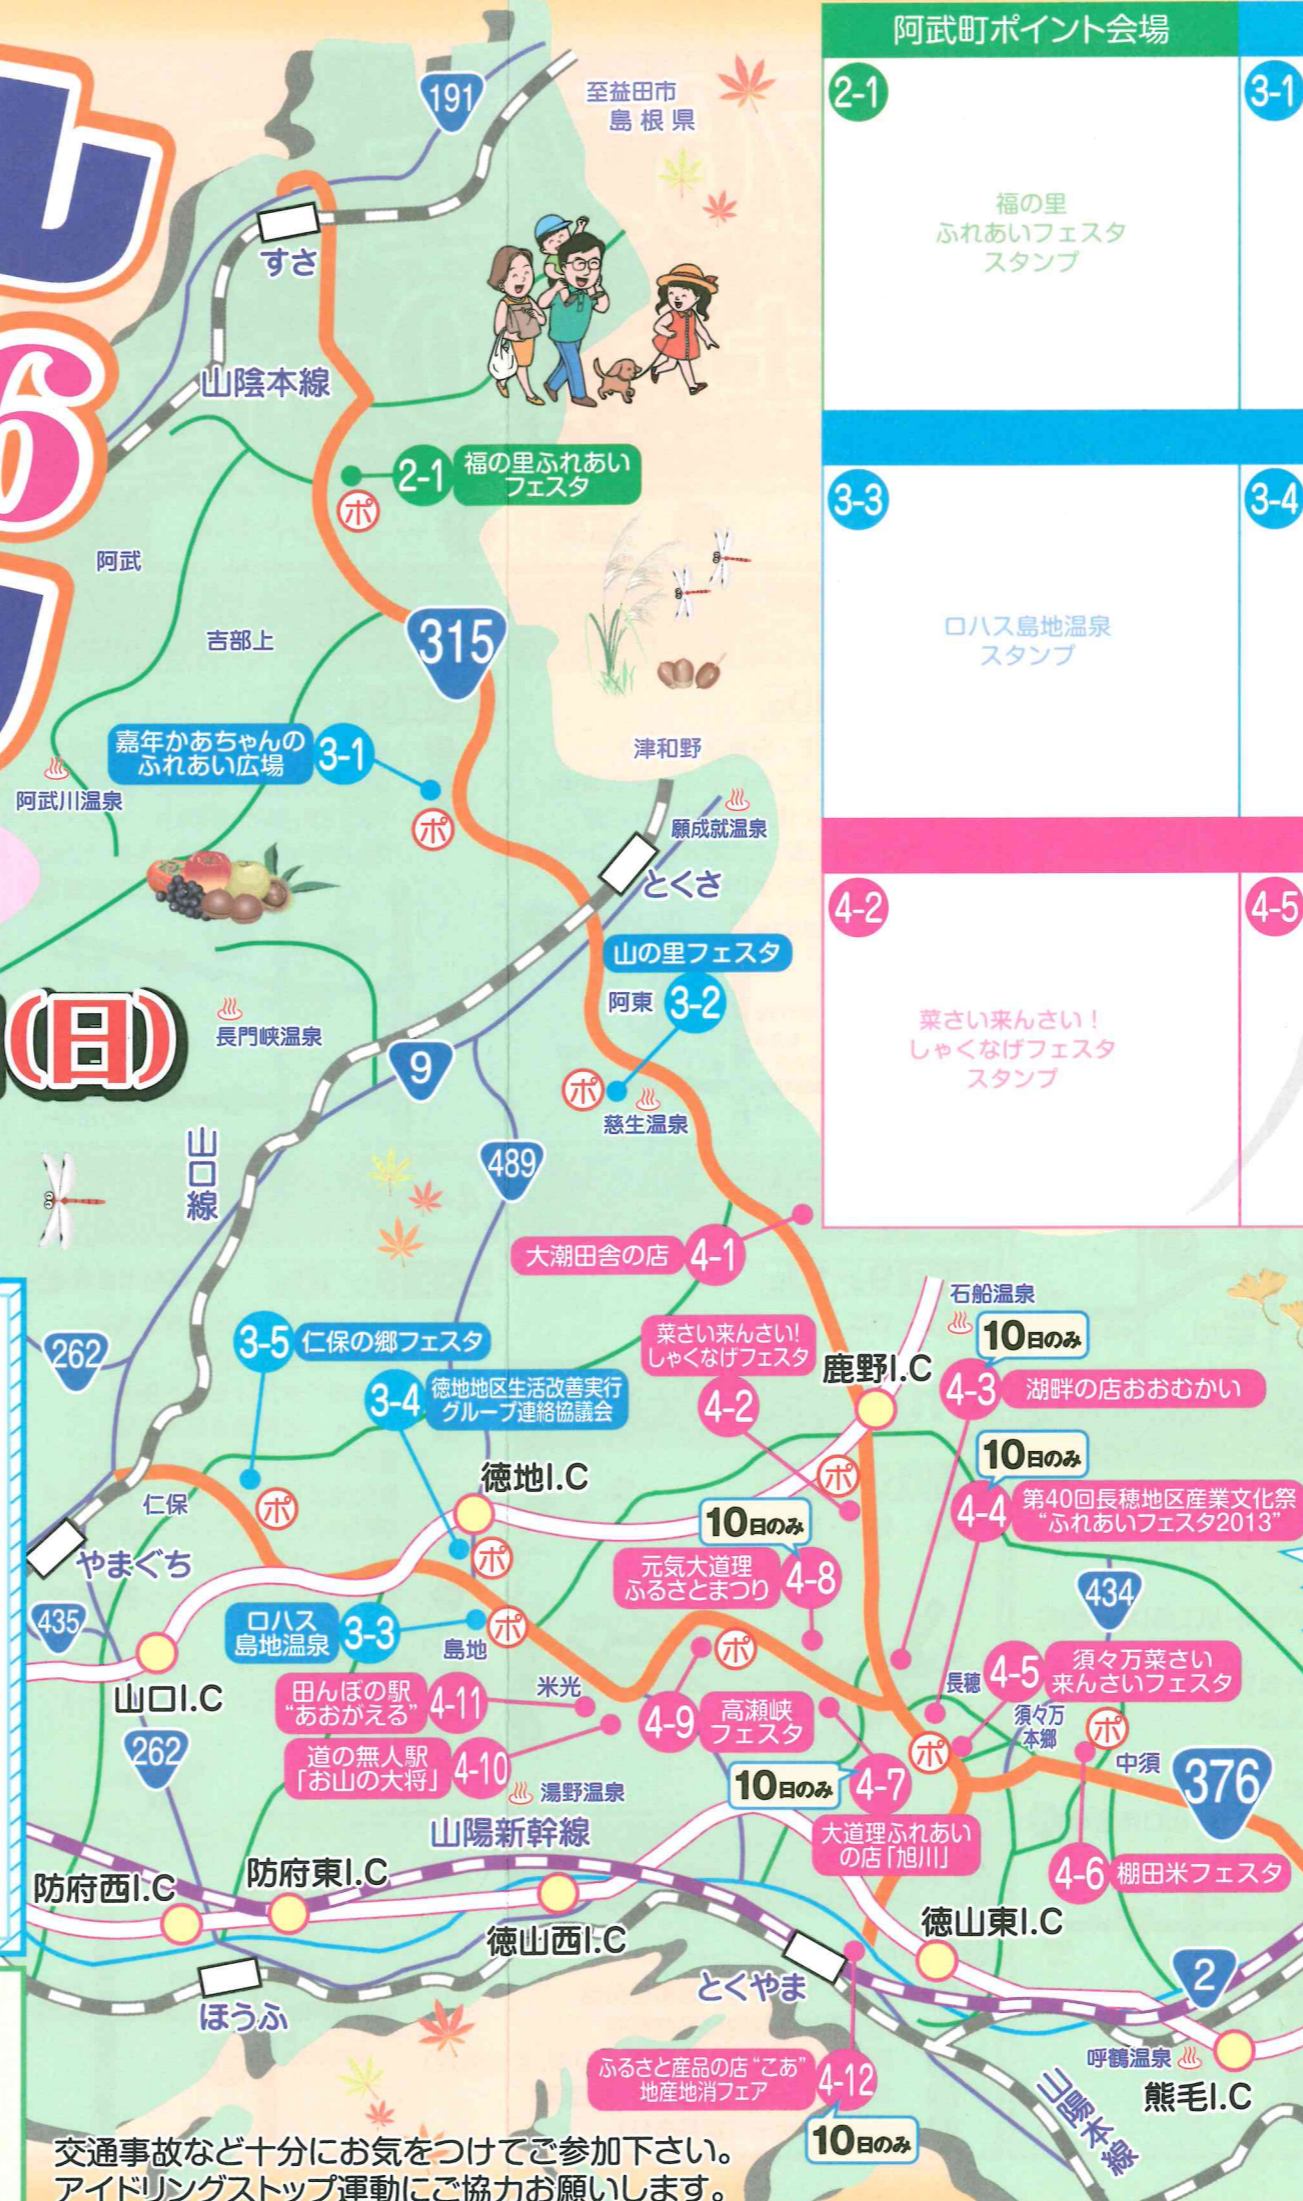 山
6
(日)
191
至益田市
島根県
すさ
山陰本線
2-1
福の里ふれあい
フェスタ
ポ
阿武
吉部上
315
嘉年かあちゃんの
ふれあい広場
3-1
ポ
阿武川温泉
津和野
願成就温泉
とくさ
山の里フェスタ
阿東
3-2
ポ
慈生温泉
長門峡温泉
9
山口線
489
大潮田舎の店
4-1
阿武町ポイント会場
2-1
福の里
ふれあいフェスタ
スタンプ
3-1
3-3
ロハス島地温泉
スタンプ
3-4
4-2
菜さい来んさい!
しゃくなげフェスタ
スタンプ
4-5
262
3-5
仁保の郷フェスタ
3-4
徳地地区生活改善実行
グループ連絡協議会
菜さい来んさい!
しゃくなげフェスタ
4-2
鹿野I.C
石船温泉
10日のみ
4-3
湖畔の店おおむかい
10日のみ
4-4
第40回長穂地区産業文化祭
“ふれあいフェスタ2013”
ポ
徳地I.C
仁保
ポ
やまぐち
ポ
10日のみ
元気大道理
ふるさとまつり
4-8
434
435
ロハス
島地温泉
3-3
ポ
島地
ポ
長穂
4-5
須々万菜さい
来んさいフェスタ
山口I.C
田んぼの駅
“あおがえる”
4-11
米光
4-9
高瀬峡
フェスタ
須々万
本郷
ポ
ポ
中須
376
262
道の無人駅
「お山の大将」
4-10
湯野温泉
10日のみ
4-7
大道理ふれあい
の店「旭川」
山陽新幹線
4-6
棚田米フェスタ
防府西I.C
防府東I.C
徳山西I.C
徳山東I.C
とくやま
2
ほうふ
呼鶴温泉
熊毛I.C
山陽本線
ふるさと産品の店“こあ”
地産地消フェア
4-12
10日のみ
交通事故など十分にお気をつけてご参加下さい。
アイドリングストップ運動にご協力お願いします。